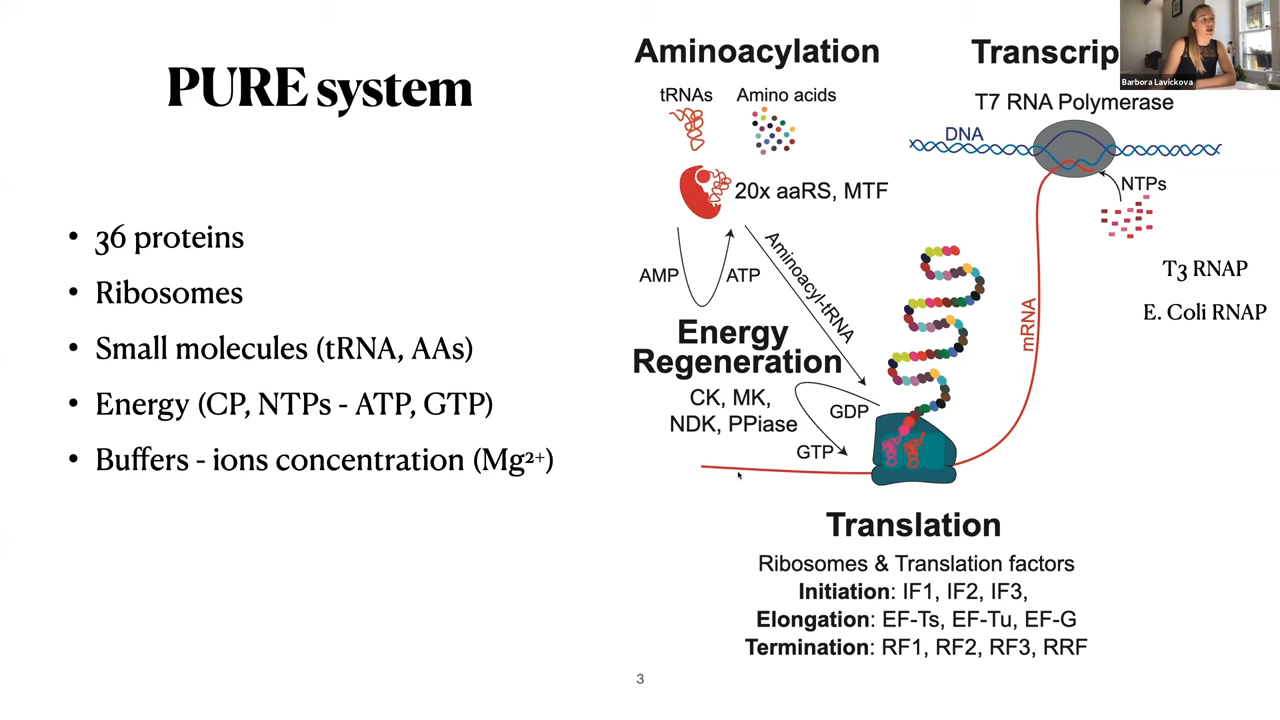 PURE system
• 36 proteins
• Ribosomes
• Small molecules (tRNA, AAs)
• Energy (CP, NTPs - ATP, GTP)
• Buffers - ions concentration (Mg²⁺)
Aminoacylation
tRNAs
Amino acids
20x aaRS, MTF
AMP
ATP
Aminoacyl-tRNA
Energy
Regeneration
CK, MK,
NDK, PPiase
GDP
GTP
Transcrip
Barbora Lavickova
T7 RNA Polymerase
DNA
NTPs
T3 RNAP
E. Coli RNAP
mRNA
Translation
Ribosomes & Translation factors
Initiation: IF1, IF2, IF3,
Elongation: EF-Ts, EF-Tu, EF-G
Termination: RF1, RF2, RF3, RRF
3